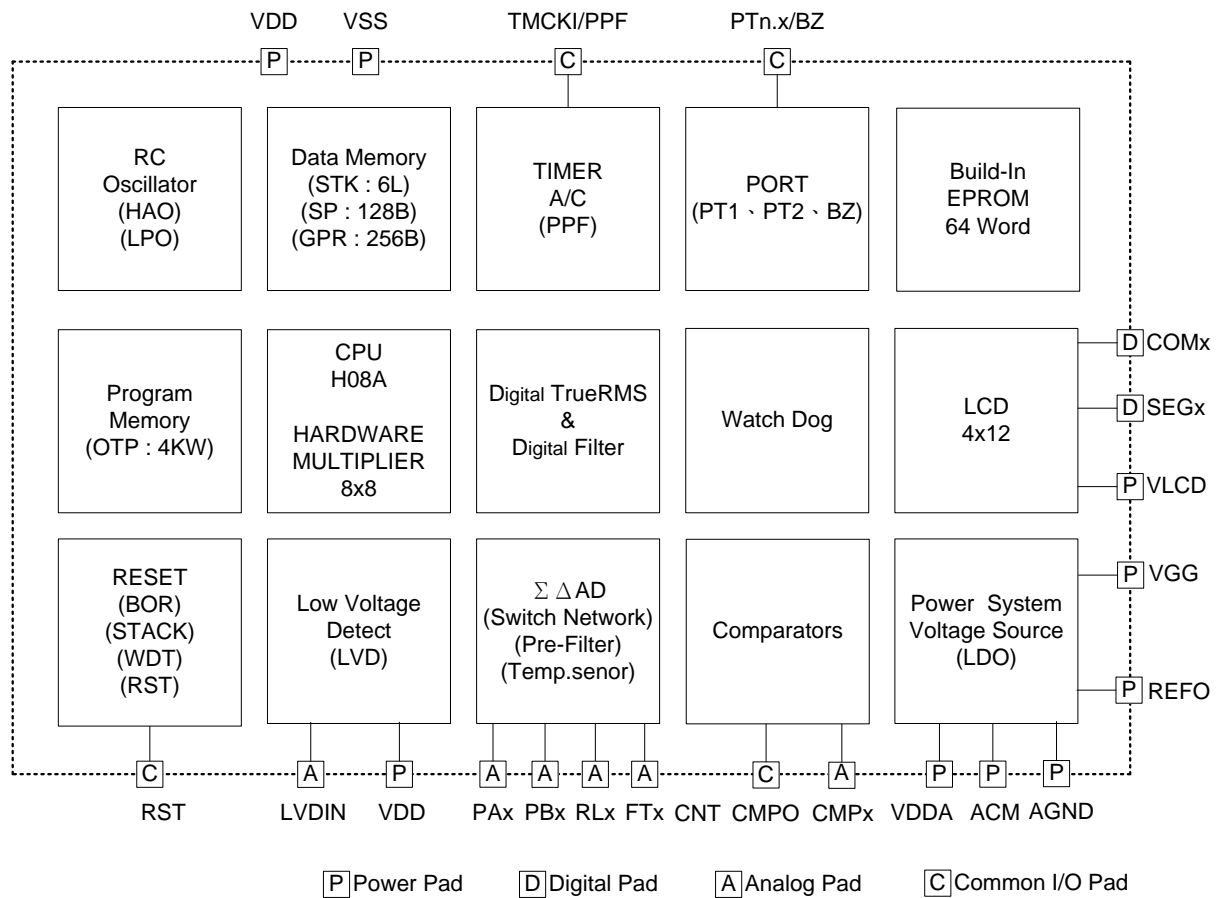 VDD VSS TMCKI/PPF PTn.x/BZ
P P C C
RC
Oscillator
(HAO)
(LPO)
Data Memory
(STK : 6L)
(SP : 128B)
(GPR : 256B)
TIMER
A/C
(PPF)
PORT
(PT1、PT2、BZ)
Build-In
EPROM
64 Word
Program
Memory
(OTP : 4KW)
CPU
H08A
HARDWARE
MULTIPLIER
8x8
Digital TrueRMS
&
Digital Filter
Watch Dog
LCD
4x12
D COMx
D SEGx
P VLCD
RESET
(BOR)
(STACK)
(WDT)
(RST)
Low Voltage
Detect
(LVD)
Σ Δ AD
(Switch Network)
(Pre-Filter)
(Temp.senor)
Comparators
Power System
Voltage Source
(LDO)
P VGG
P REFO
C A P A A A A C A P P P
RST LVDIN VDD PAx PBx RLx FTx CNT CMPO CMPx VDDA ACM AGND
P Power Pad D Digital Pad A Analog Pad C Common I/O Pad